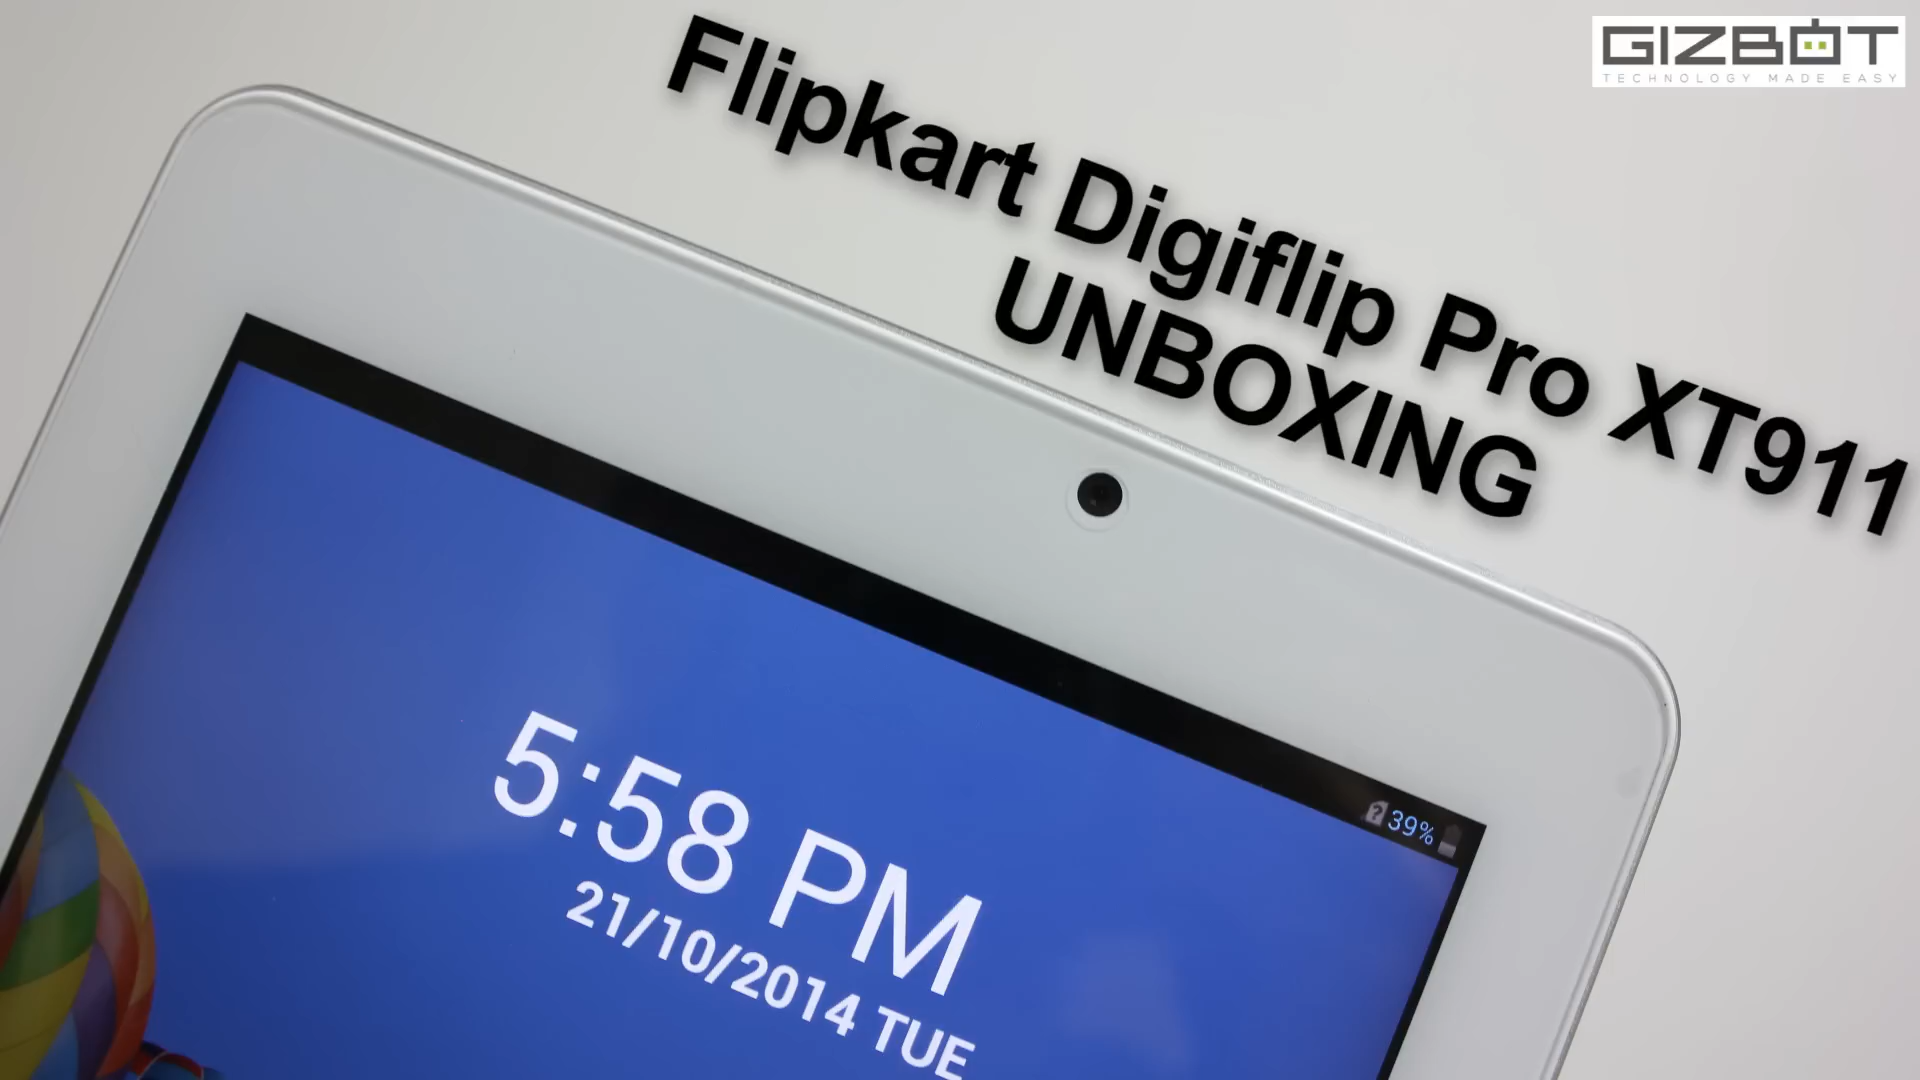 GIZBOT
TECHNOLOGY MADE EASY
Flipkart Digiflip Pro XT911
UNBOXING
39%
5:58 PM
21/10/2014 TUE